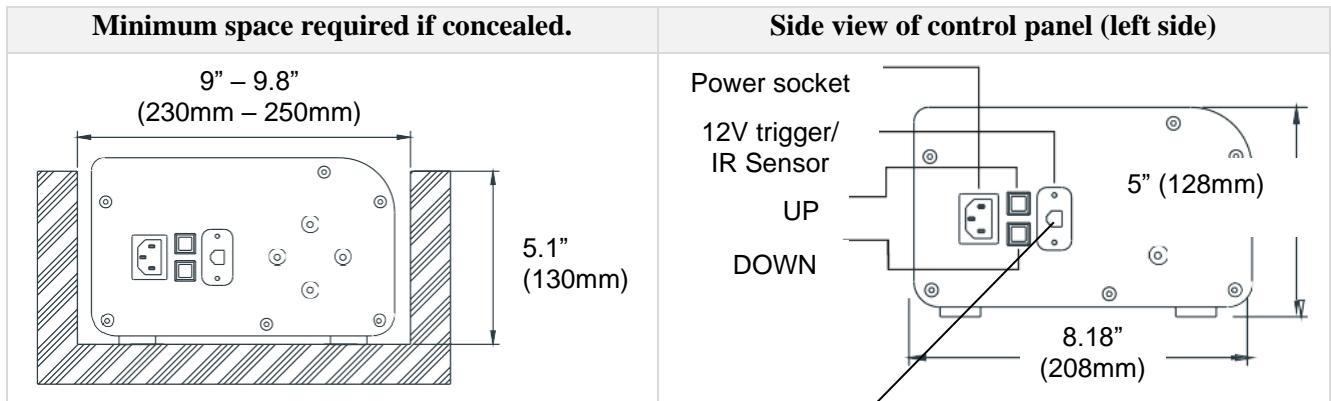 Minimum space required if concealed.
Side view of control panel (left side)
9” – 9.8”
(230mm – 250mm)
5.1”
(130mm)
Power socket
12V trigger/
IR Sensor
UP
DOWN
5” (128mm)
8.18”
(208mm)